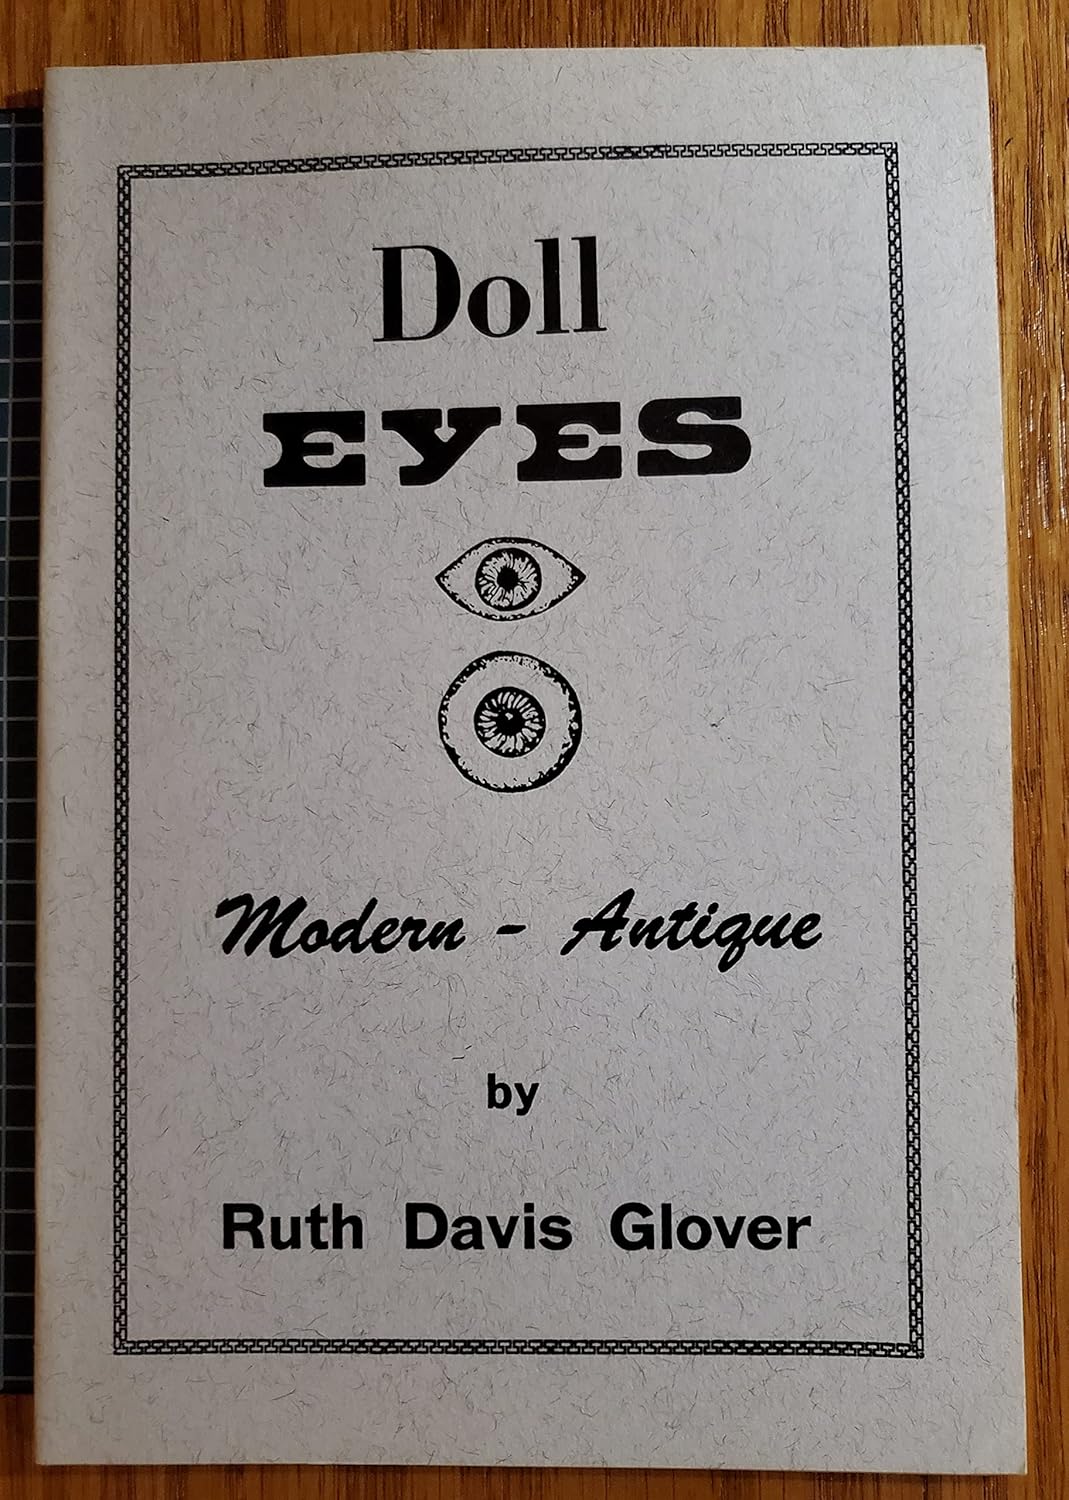 Doll
EYES
Modern - Antique
by
Ruth Davis Glover